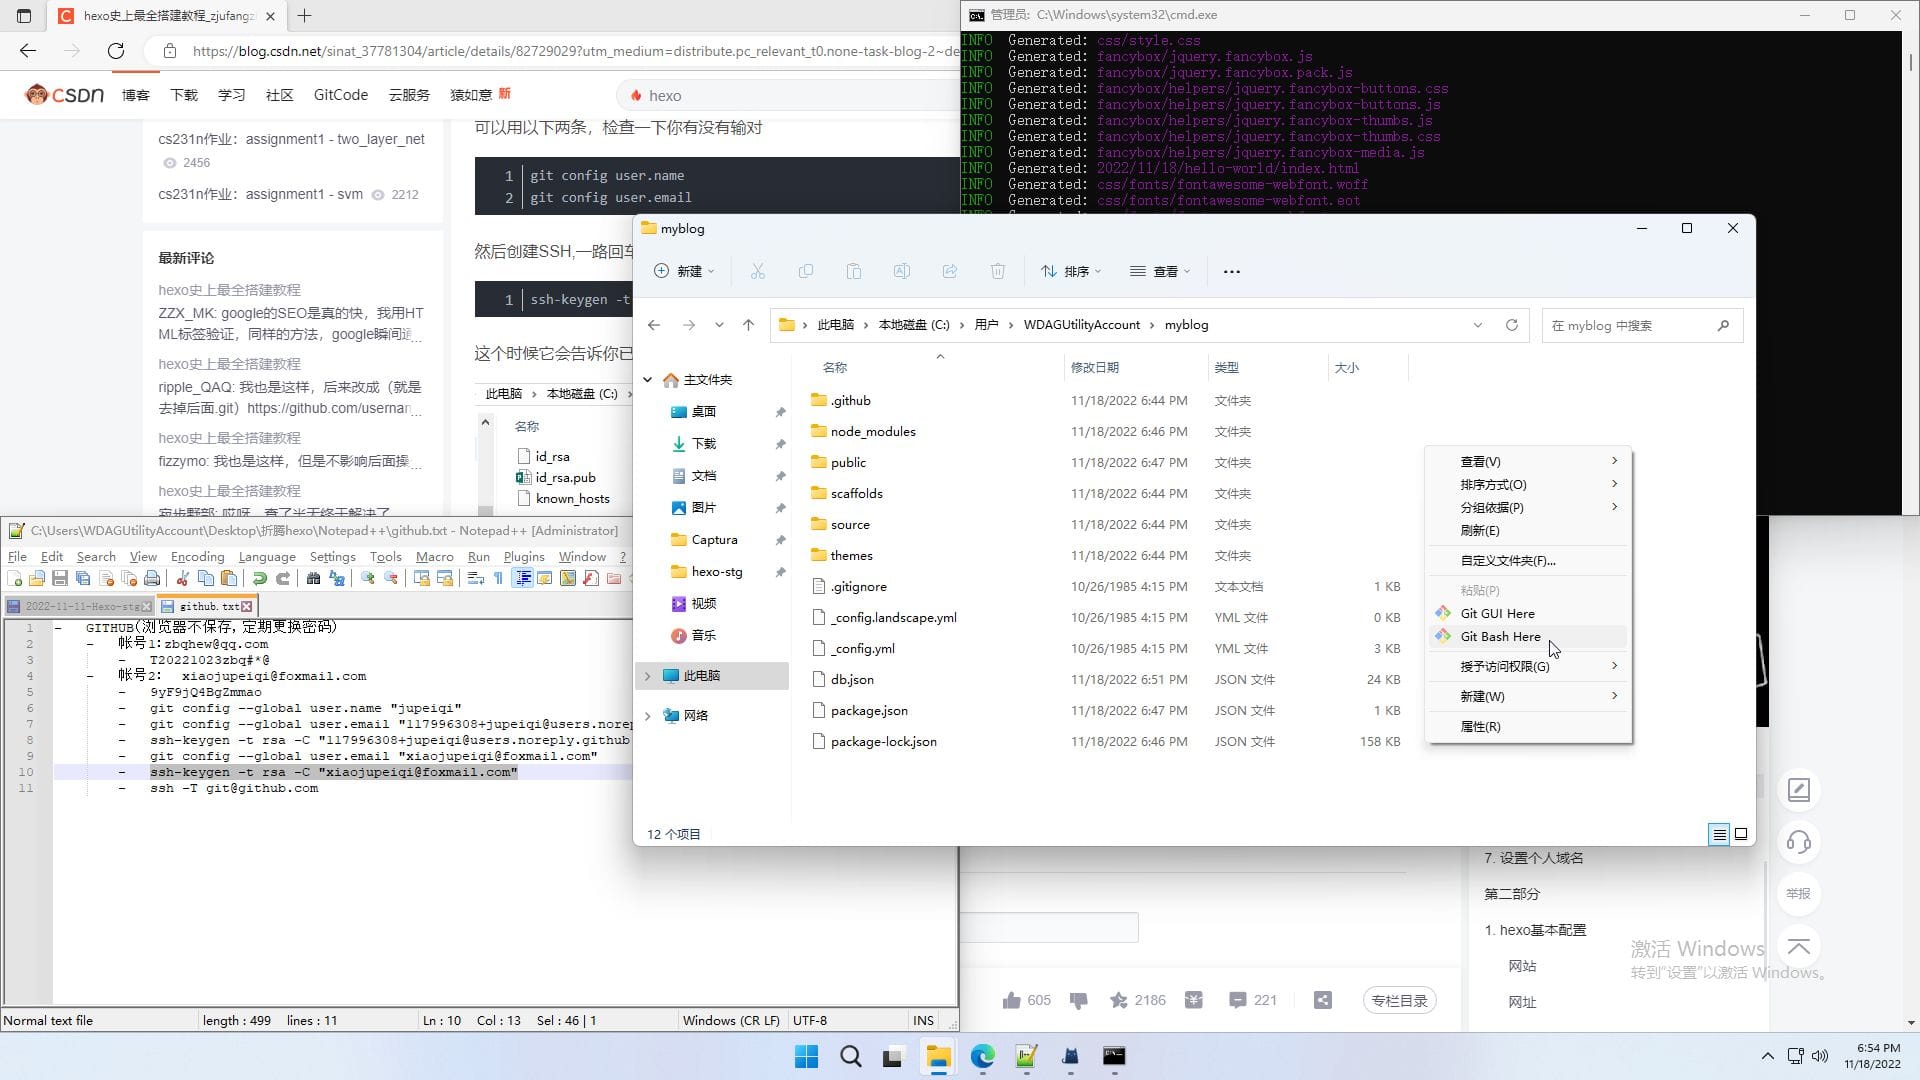 hexo史上最全搭建教程_zjufangz
https://blog.csdn.net/sinat_37781304/article/details/82729029?utm_medium=distribute.pc_relevant_t0.none-task-blog-2~de
CSDN 博客 下载 学习 社区 GitCode 云服务 猿如意 新 hexo
cs231n作业：assignment1 - two_layer_net
2456
cs231n作业：assignment1 - svm 2212
最新评论
hexo史上最全搭建教程
ZZX_MK: google的SEO是真的快，我用HT
ML标签验证，同样的方法，google瞬间通...
hexo史上最全搭建教程
ripple_QAQ: 我也是这样，后来改成（就是
去掉后面.git）https://github.com/usernan...
hexo史上最全搭建教程
fizzymo: 我也是这样，但是不影响后面操...
hexo史上最全搭建教程
可以用以下两条，检查一下你有没有输对
1 git config user.name
2 git config user.email
然后创建SSH,一路回车
1 ssh-keygen -t
这个时候它会告诉你已
此电脑 › 本地磁盘 (C:) ›
名称
id_rsa
id_rsa.pub
known_hosts
管理员: C:\Windows\system32\cmd.exe
INFO Generated: css/style.css
INFO Generated: fancybox/jquery.fancybox.js
INFO Generated: fancybox/jquery.fancybox.pack.js
INFO Generated: fancybox/helpers/jquery.fancybox-buttons.css
INFO Generated: fancybox/helpers/jquery.fancybox-buttons.js
INFO Generated: fancybox/helpers/jquery.fancybox-thumbs.js
INFO Generated: fancybox/helpers/jquery.fancybox-thumbs.css
INFO Generated: fancybox/helpers/jquery.fancybox-media.js
INFO Generated: 2022/11/18/hello-world/index.html
INFO Generated: css/fonts/fontawesome-webfont.woff
INFO Generated: css/fonts/fontawesome-webfont.eot
myblog
新建 排序 查看 ...
此电脑 › 本地磁盘 (C:) › 用户 › WDAGUtilityAccount › myblog
在 myblog 中搜索
主文件夹
桌面
下载
文档
图片
Captura
hexo-stg
视频
音乐
此电脑
网络
名称 修改日期 类型 大小
.github 11/18/2022 6:44 PM 文件夹
node_modules 11/18/2022 6:46 PM 文件夹
public 11/18/2022 6:47 PM 文件夹
scaffolds 11/18/2022 6:44 PM 文件夹
source 11/18/2022 6:44 PM 文件夹
themes 11/18/2022 6:44 PM 文件夹
.gitignore 10/26/1985 4:15 PM 文本文档 1 KB
_config.landscape.yml 10/26/1985 4:15 PM YML 文件 0 KB
_config.yml 10/26/1985 4:15 PM YML 文件 3 KB
db.json 11/18/2022 6:51 PM JSON 文件 24 KB
package.json 11/18/2022 6:47 PM JSON 文件 1 KB
package-lock.json 11/18/2022 6:46 PM JSON 文件 158 KB
12 个项目
查看(V)
排序方式(O)
分组依据(P)
刷新(E)
自定义文件夹(F)...
粘贴(P)
Git GUI Here
Git Bash Here
授予访问权限(G)
新建(W)
属性(R)
C:\Users\WDAGUtilityAccount\Desktop\折腾hexo\Notepad++\github.txt - Notepad++ [Administrator]
File Edit Search View Encoding Language Settings Tools Macro Run Plugins Window ?
2022-11-11-Hexo-stg github.txt
1 - GITHUB(浏览器不保存，定期更换密码)
2 - 帐号1:zbqhew@qq.com
3 - T20221023zbq#*@
4 - 帐号2: xiaojupeiqi@foxmail.com
5 - 9yF9jQ4BgZmmao
6 - git config --global user.name "jupeiqi"
7 - git config --global user.email "117996308+jupeiqi@users.norep
8 - ssh-keygen -t rsa -C "117996308+jupeiqi@users.noreply.github
9 - git config --global user.email "xiaojupeiqi@foxmail.com"
10 - ssh-keygen -t rsa -C "xiaojupeiqi@foxmail.com"
11 - ssh -T git@github.com
Normal text file length : 499 lines : 11 Ln : 10 Col : 13 Sel : 46 | 1 Windows (CR LF) UTF-8 INS
7. 设置个人域名
第二部分
1. hexo基本配置
网站
网址
举报
激活 Windows
转到"设置"以激活 Windows。
605 2186 221 专栏目录
6:54 PM
11/18/2022